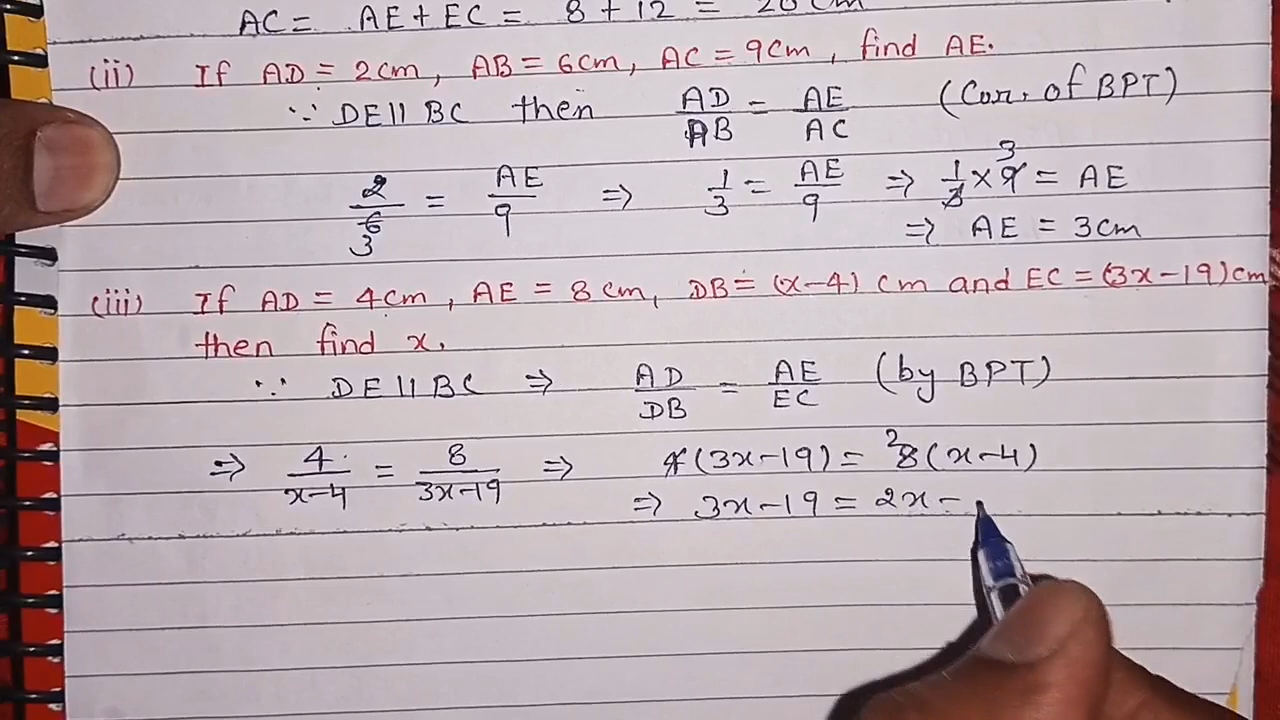 AC = AE + EC = 8 + 12 = 20 cm
(ii) If AD = 2cm, AB = 6cm, AC = 9cm, find AE.
∵ DE || BC then AD/AB = AE/AC (Cor. of BPT)
2/6 3 = AE/9 ⇒ 1/3 = AE/9 ⇒ 1/3 × 9 3 = AE
⇒ AE = 3cm
(iii) If AD = 4cm, AE = 8cm, DB = (x-4) cm and EC = (3x-19)cm
then find x.
∵ DE || BC ⇒ AD/DB = AE/EC (by BPT)
⇒ 4/x-4 = 8/3x-19 ⇒ 4(3x-19) = 2 8(x-4)
⇒ 3x-19 = 2x -